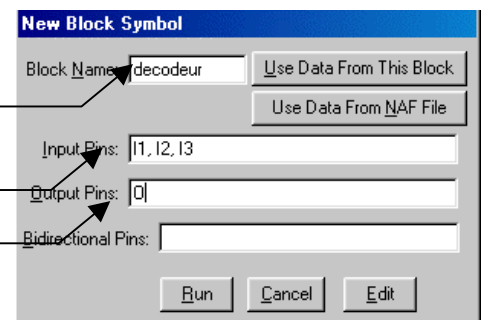 New Block Symbol
Block Name: decodeur
Use Data From This Block
Use Data From NAF File
Input Pins: I1, I2, I3
Output Pins: O
Bidirectional Pins:
Run Cancel Edit